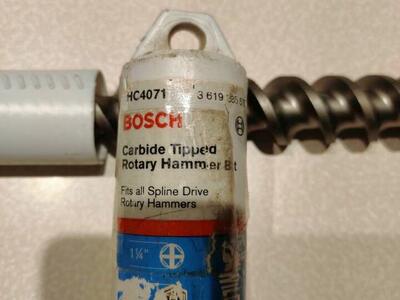 HC4071 3 619
BOSCH
Carbide Tipped
Rotary Hammer Bit
Fits all Spline Drive
Rotary Hammers
1¼"